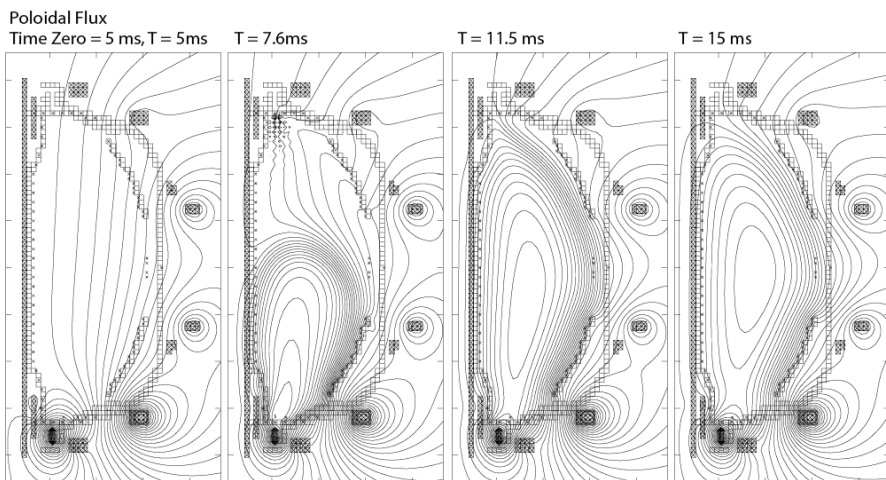 Poloidal Flux
Time Zero = 5 ms, T = 5ms
T = 7.6ms
T = 11.5 ms
T = 15 ms